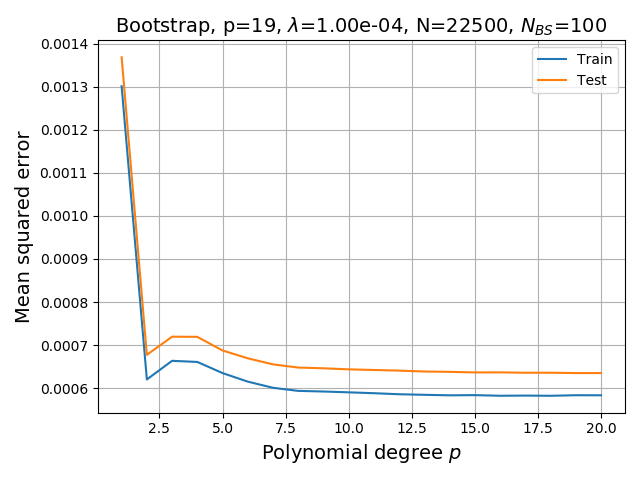 Bootstrap, p=19, λ=1.00e-04, N=22500, N_BS=100
0.0014
0.0013
0.0012
0.0011
0.0010
0.0009
0.0008
0.0007
0.0006
Mean squared error
Train
Test
2.5 5.0 7.5 10.0 12.5 15.0 17.5 20.0
Polynomial degree p